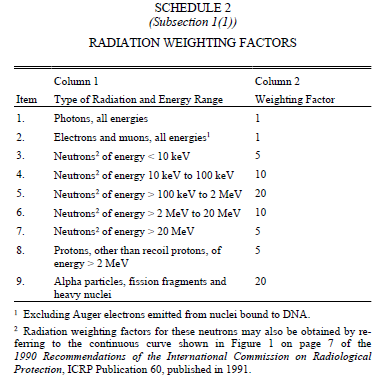 SCHEDULE 2
(Subsection 1(1))
RADIATION WEIGHTING FACTORS
Column 1 Column 2
Item Type of Radiation and Energy Range Weighting Factor
1. Photons, all energies 1
2. Electrons and muons, all energies¹ 1
3. Neutrons² of energy < 10 keV 5
4. Neutrons² of energy 10 keV to 100 keV 10
5. Neutrons² of energy > 100 keV to 2 MeV 20
6. Neutrons² of energy > 2 MeV to 20 MeV 10
7. Neutrons² of energy > 20 MeV 5
8. Protons, other than recoil protons, of 5
energy > 2 MeV
9. Alpha particles, fission fragments and 20
heavy nuclei
¹ Excluding Auger electrons emitted from nuclei bound to DNA.
² Radiation weighting factors for these neutrons may also be obtained by re-
ferring to the continuous curve shown in Figure 1 on page 7 of the
1990 Recommendations of the International Commission on Radiological
Protection, ICRP Publication 60, published in 1991.